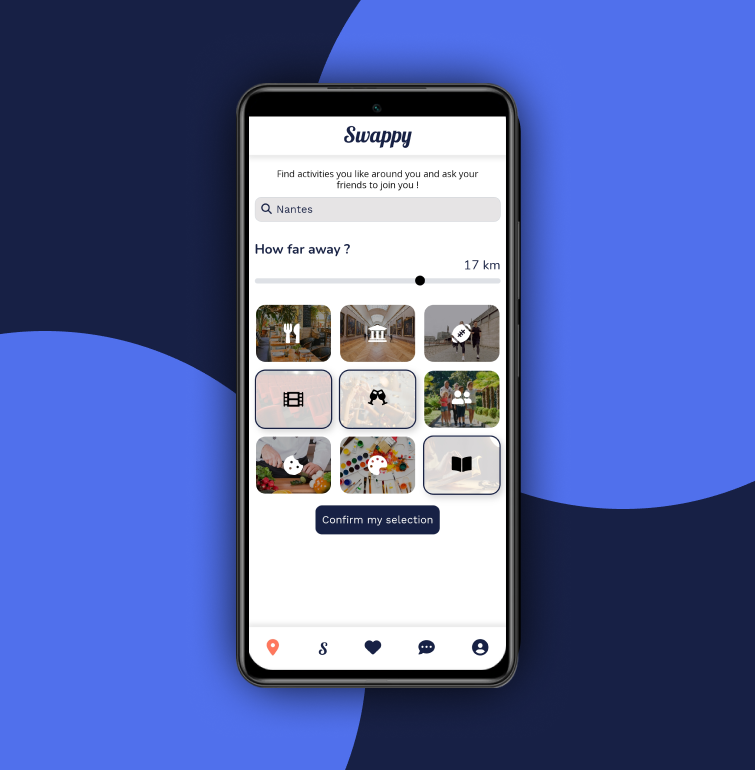 Swappy
Find activities you like around you and ask your
friends to join you !
Nantes
How far away ?
17 km
Confirm my selection
S